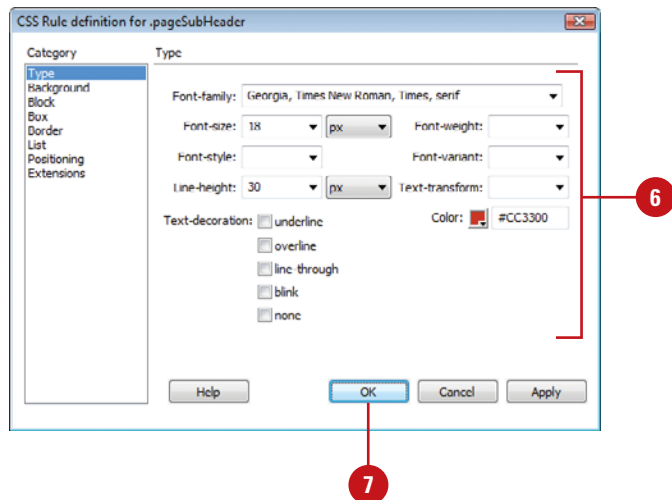 CSS Rule definition for .pageSubHeader
Category
Type
Type
Background
Block
Box
Border
List
Positioning
Extensions
Font-family: Georgia, Times New Roman, Times, serif
Font-size: 18 px Font-weight:
Font-style: Font-variant:
Line-height: 30 px Text-transform:
Text-decoration: underline Color: #CC3300
overline
line-through
blink
none
6
Help OK Cancel Apply
7